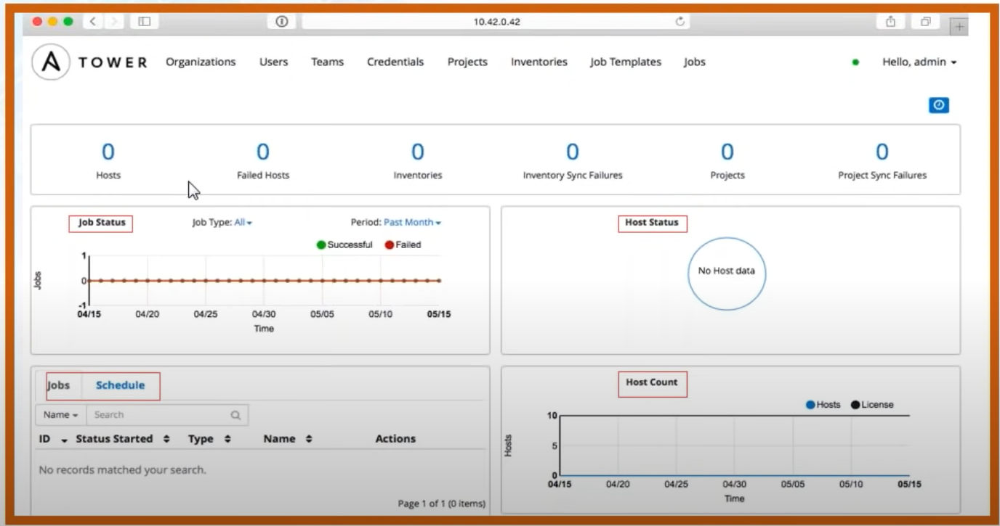 10.42.0.42
A TOWER Organizations Users Teams Credentials Projects Inventories Job Templates Jobs Hello, admin
0 0 0 0 0 0
Hosts Failed Hosts Inventories Inventory Sync Failures Projects Project Sync Failures
Job Status Job Type: All Period: Past Month
Successful Failed
1
0
-1
Jobs
04/15 04/20 04/25 04/30 05/05 05/10 05/15
Time
Host Status
No Host data
Jobs Schedule
Name Search
ID Status Started Type Name Actions
No records matched your search.
Page 1 of 1 (0 items)
Host Count
Hosts License
10
5
0
Hosts
04/15 04/20 04/25 04/30 05/05 05/10 05/15
Time